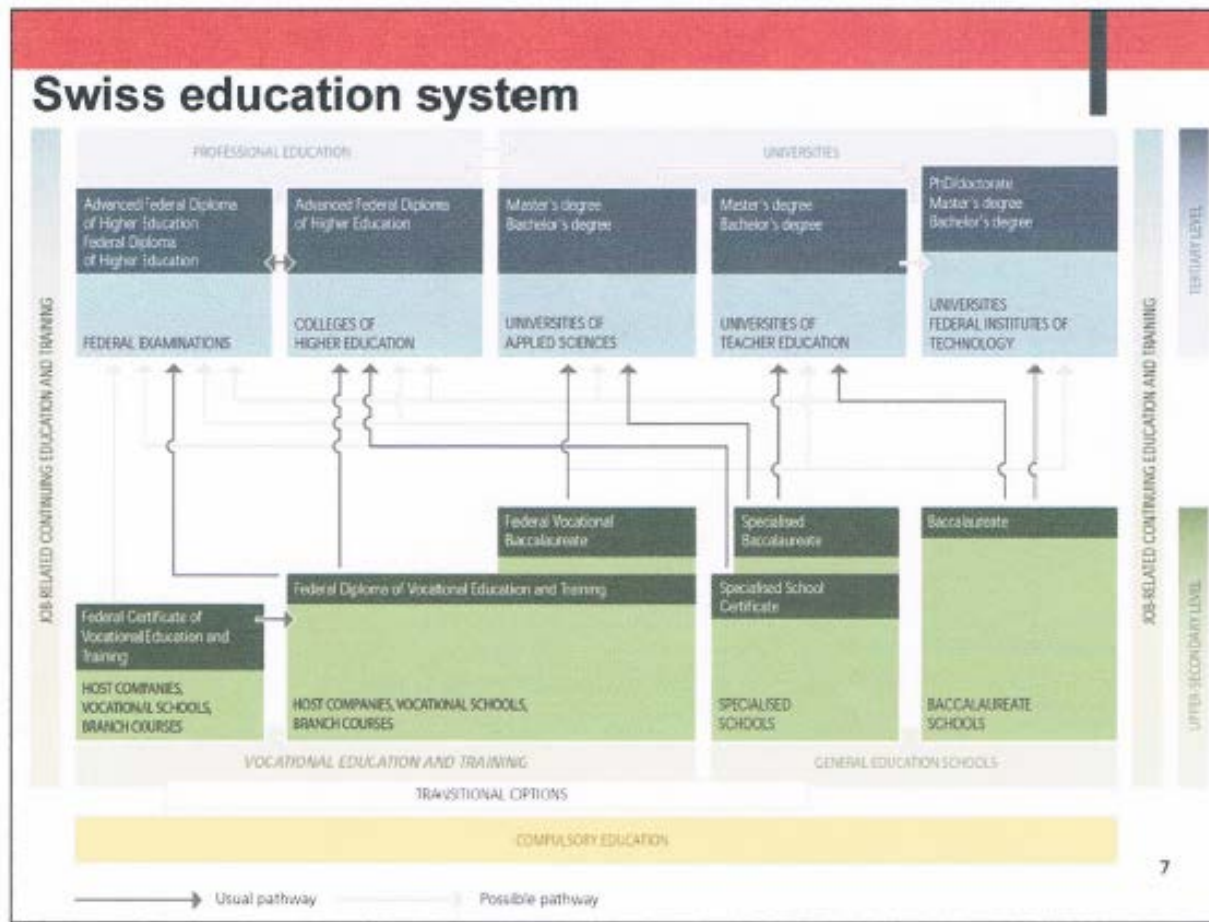 Swiss education system
PROFESSIONAL EDUCATION
UNIVERSITIES
Advanced Federal Diploma
of Higher Education
Federal Diploma
of Higher Education
FEDERAL EXAMINATIONS
Advanced Federal Diploma
of Higher Education
COLLEGES OF
HIGHER EDUCATION
Master's degree
Bachelor's degree
UNIVERSITIES OF
APPLIED SCIENCES
Master's degree
Bachelor's degree
UNIVERSITIES OF
TEACHER EDUCATION
PhD/doctorate
Master's degree
Bachelor's degree
UNIVERSITIES
FEDERAL INSTITUTES OF
TECHNOLOGY
JOB-RELATED CONTINUING EDUCATION AND TRAINING
JOB-RELATED CONTINUING EDUCATION AND TRAINING
TERTIARY LEVEL
Federal Certificate of
Vocational Education and
Training
HOST COMPANIES,
VOCATIONAL SCHOOLS,
BRANCH COURSES
Federal Vocational
Baccalaureate
Federal Diploma of Vocational Education and Training
HOST COMPANIES, VOCATIONAL SCHOOLS,
BRANCH COURSES
Specialised
Baccalaureate
Specialised School
Certificate
SPECIALISED
SCHOOLS
Baccalaureate
BACCALAUREATE
SCHOOLS
UPPER-SECONDARY LEVEL
VOCATIONAL EDUCATION AND TRAINING
GENERAL EDUCATION SCHOOLS
TRANSITIONAL OPTIONS
COMPULSORY EDUCATION
7
Usual pathway
Possible pathway